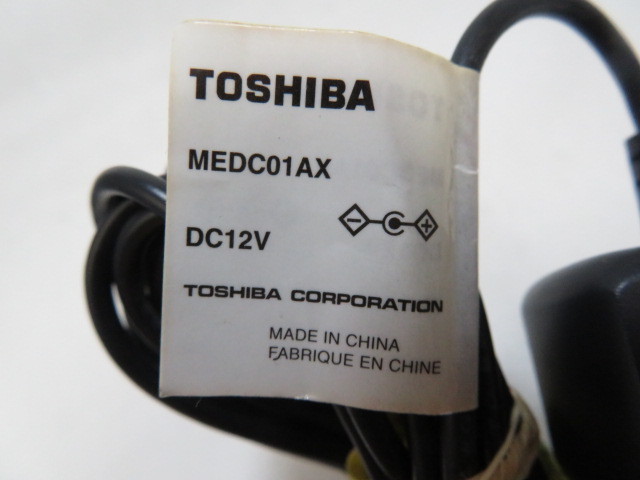 TOSHIBA
MEDC01AX
DC12V
TOSHIBA CORPORATION
MADE IN CHINA
FABRIQUE EN CHINE